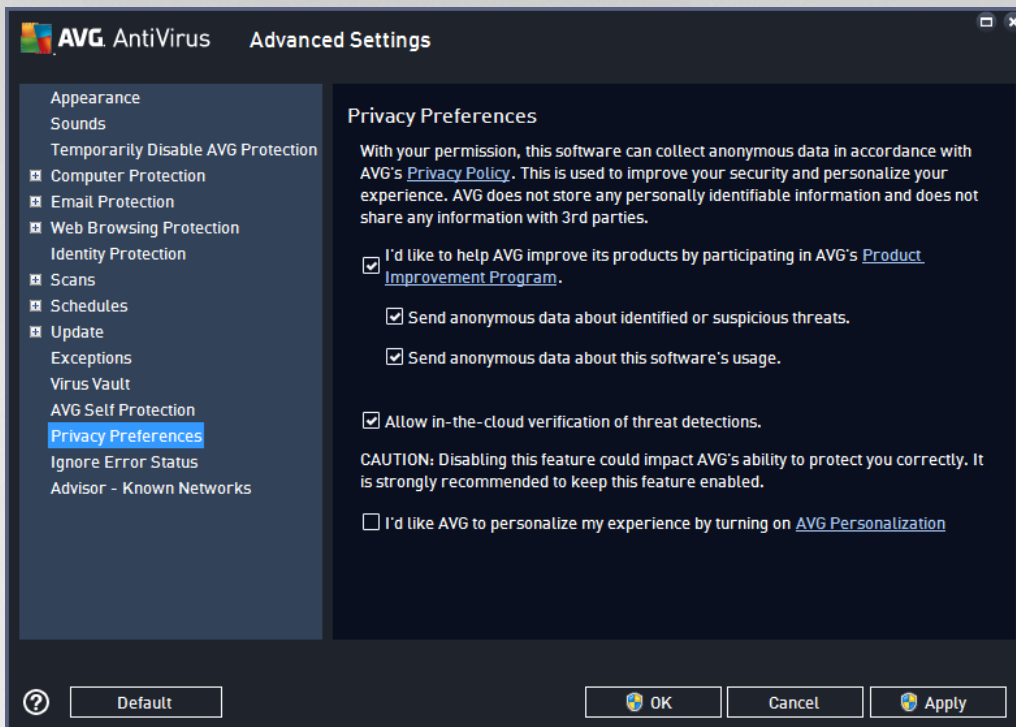 AVG. AntiVirus Advanced Settings
Appearance
Sounds
Temporarily Disable AVG Protection
Computer Protection
Email Protection
Web Browsing Protection
Identity Protection
Scans
Schedules
Update
Exceptions
Virus Vault
AVG Self Protection
Privacy Preferences
Ignore Error Status
Advisor - Known Networks
Privacy Preferences
With your permission, this software can collect anonymous data in accordance with
AVG's Privacy Policy. This is used to improve your security and personalize your
experience. AVG does not store any personally identifiable information and does not
share any information with 3rd parties.
I'd like to help AVG improve its products by participating in AVG's Product
Improvement Program.
Send anonymous data about identified or suspicious threats.
Send anonymous data about this software's usage.
Allow in-the-cloud verification of threat detections.
CAUTION: Disabling this feature could impact AVG's ability to protect you correctly. It
is strongly recommended to keep this feature enabled.
I'd like AVG to personalize my experience by turning on AVG Personalization
? Default OK Cancel Apply